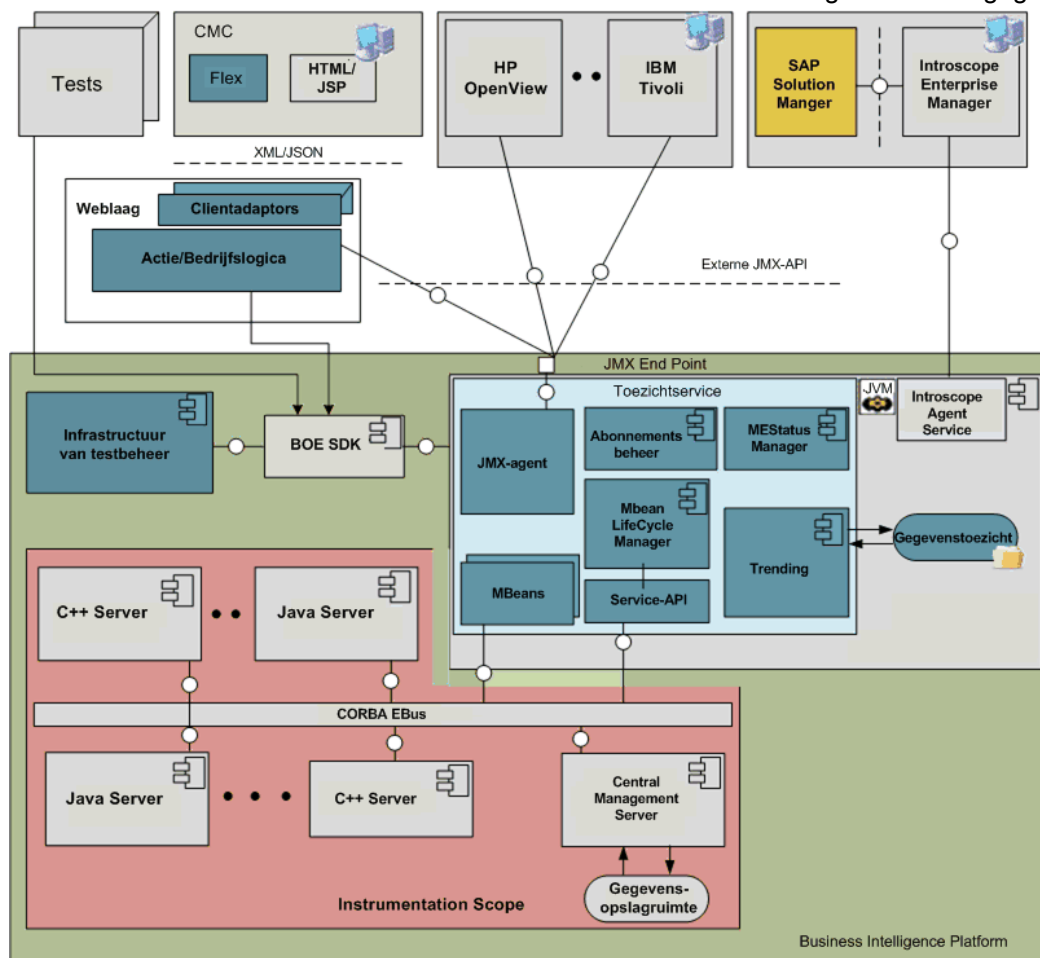 Tests
CMC
Flex
HTML/
JSP
HP
OpenView
IBM
Tivoli
SAP
Solution
Manger
Introscope
Enterprise
Manager
XML/JSON
Weblaag
Clientadaptors
Actie/Bedrijfslogica
Externe JMX-API
JMX End Point
Toezichtservice
JVM
Introscope
Agent
Service
Infrastructuur
van testbeheer
BOE SDK
JMX-agent
Abonnements
beheer
MEStatus
Manager
Mbean
LifeCycle
Manager
Trending
Gegevenstoezicht
MBeans
Service-API
C++ Server
Java Server
CORBA EBus
Java Server
C++ Server
Central
Management
Server
Gegevens-
opslagruimte
Instrumentation Scope
Business Intelligence Platform